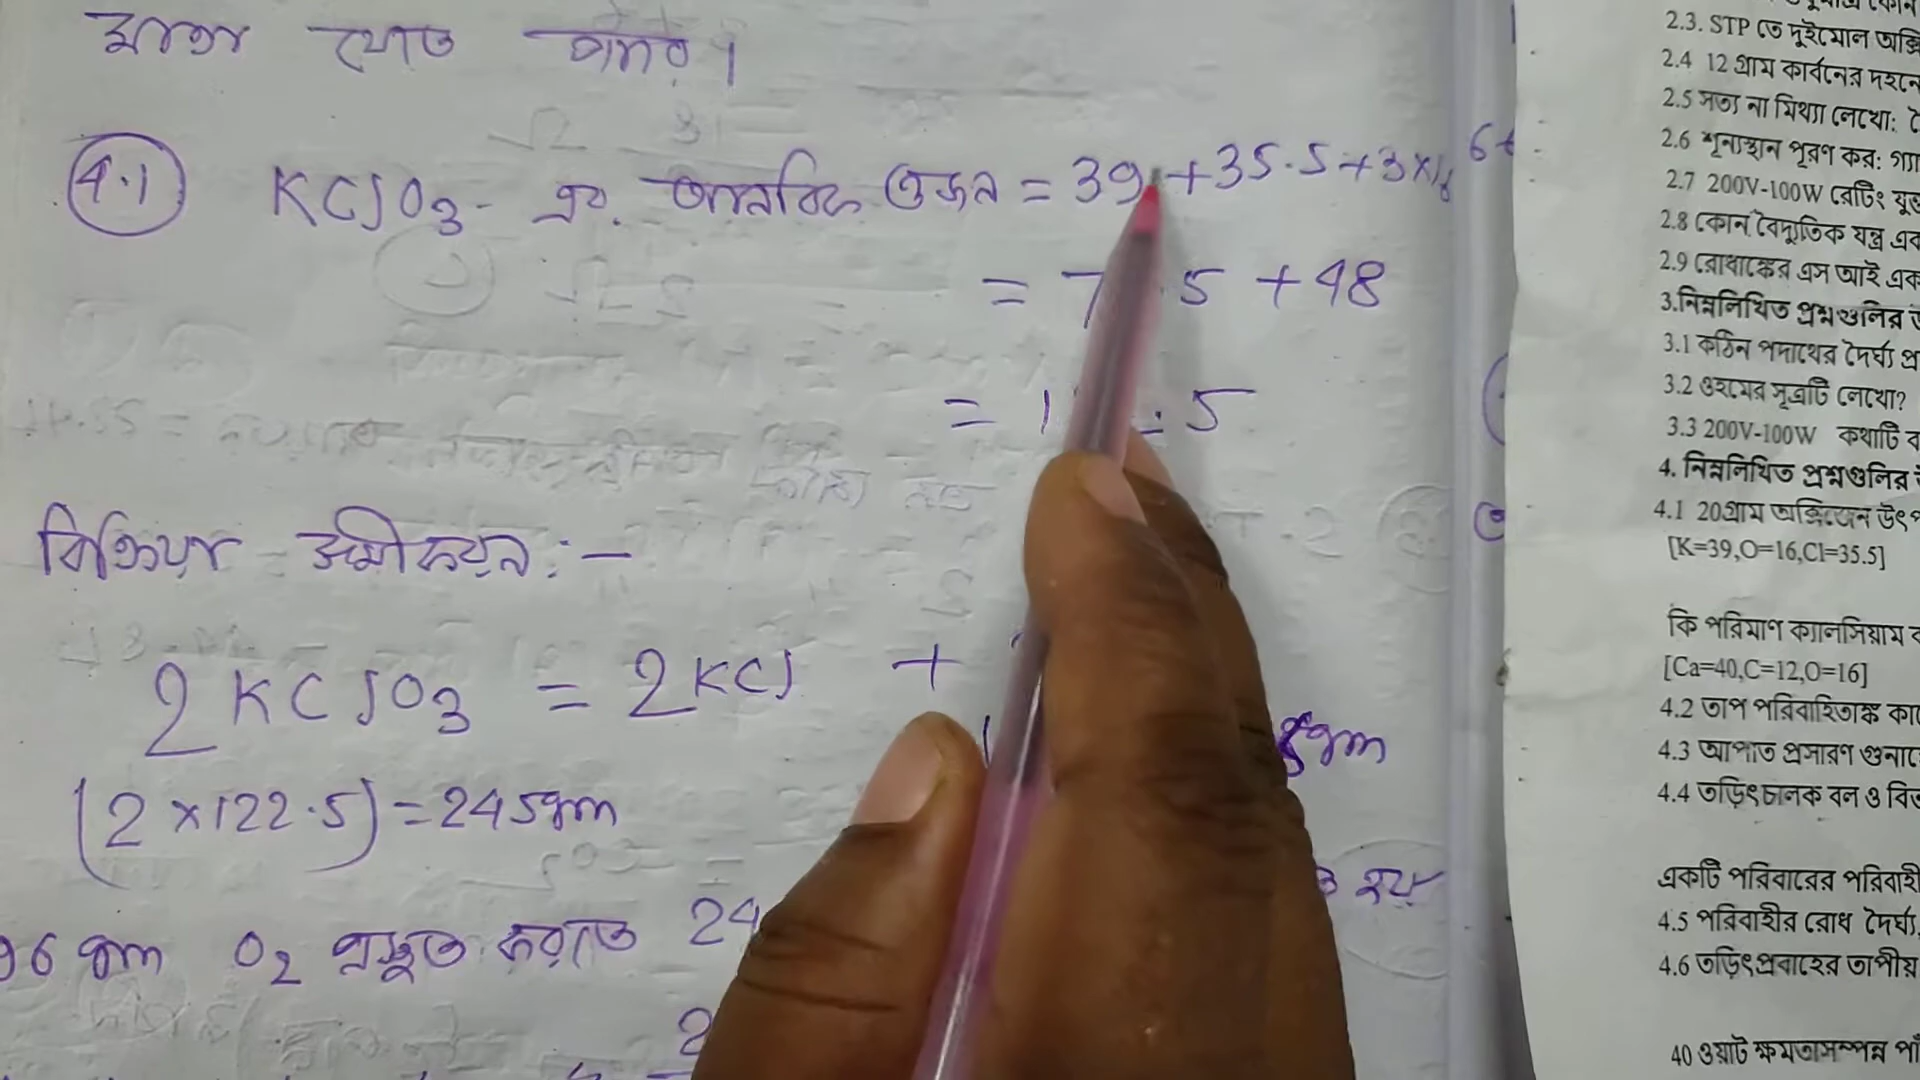 পারে।
4.1 KClO3 এর আনবিক ওজন = 39+35.5+3×16
= 7 .5 +48
= 1 .5
বিক্রিয়া সমীকরন:-
2KClO3 = 2KCl +
(2×122.5)=245gm
gm
96 gm O2 প্রস্তুত করতে 24 হয়
2
2.3. STP তে দুইমোল অক্সি
2.4 12 গ্রাম কার্বনের দহনে
2.5 সত্য না মিথ্যা লেখো:
2.6 শূন্যস্থান পূরণ কর: গ্যা
2.7 200V-100W রেটিং যুক্ত
2.8 কোন বৈদ্যুতিক যন্ত্র এক
2.9 রোধাঙ্কের এস আই এক
3.নিম্নলিখিত প্রশ্নগুলির উ
3.1 কঠিন পদার্থের দৈর্ঘ্য প্র
3.2 ওহমের সূত্রটি লেখো?
3.3 200V-100W কথাটি ব
4. নিম্নলিখিত প্রশ্নগুলির উ
4.1 20গ্রাম অক্সিজেন উৎপ
[K=39,O=16,Cl=35.5]
কি পরিমাণ ক্যালসিয়াম ক
[Ca=40,C=12,O=16]
4.2 তাপ পরিবাহিতাঙ্ক কা
4.3 আপাত প্রসারণ গুনাং
4.4 তড়িৎচালক বল ও বিভ
একটি পরিবারের পরিবাহী
4.5 পরিবাহীর রোধ দৈর্ঘ্য,
4.6 তড়িৎপ্রবাহের তাপীয়
40 ওয়াট ক্ষমতাসম্পন্ন পাঁ